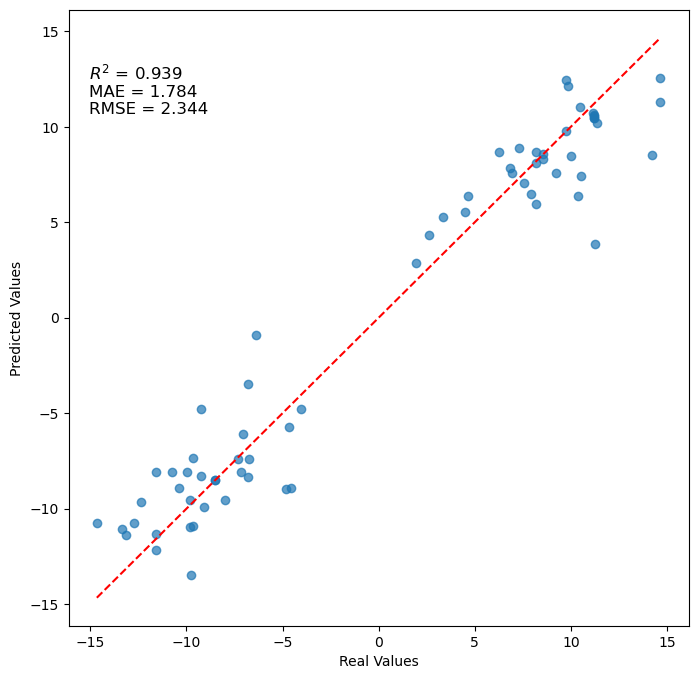 R² = 0.939
MAE = 1.784
RMSE = 2.344
15
10
5
0
−5
−10
−15
Predicted Values
−15 −10 −5 0 5 10 15
Real Values